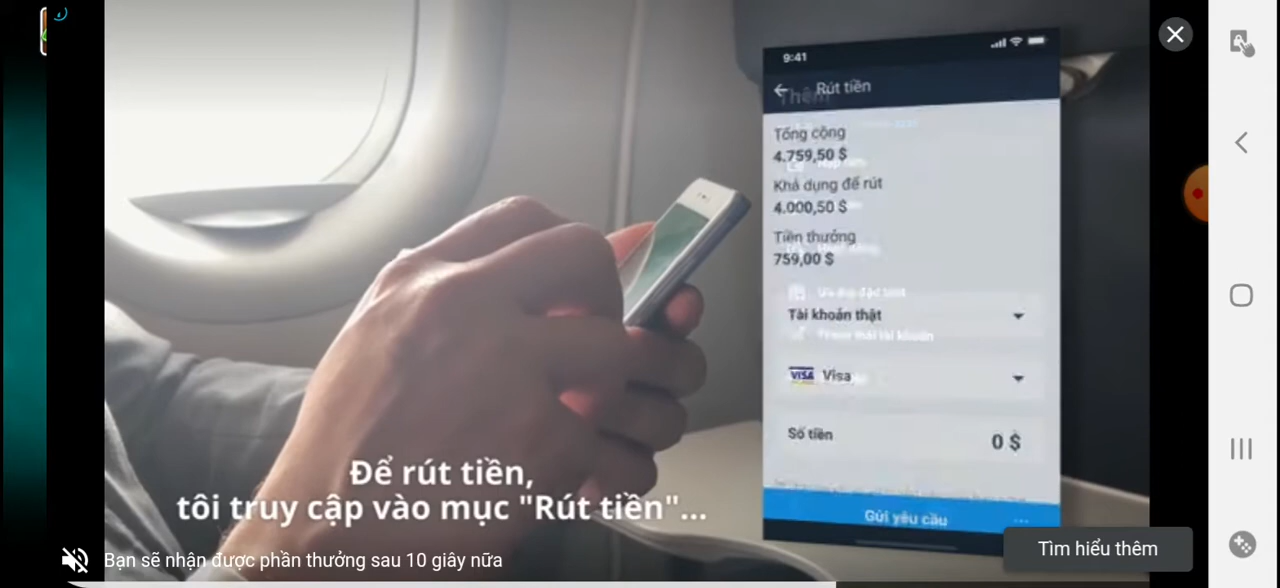 9:41
Rút tiền
Thêm
Tổng cộng
4.759,50 $
Khả dụng để rút
4.000,50 $
Tiền thưởng
759,00 $
Tài khoản thật
VISA Visa
Số tiền
0 $
Gửi yêu cầu
Để rút tiền,
tôi truy cập vào mục "Rút tiền"...
Bạn sẽ nhận được phần thưởng sau 10 giây nữa
Tìm hiểu thêm